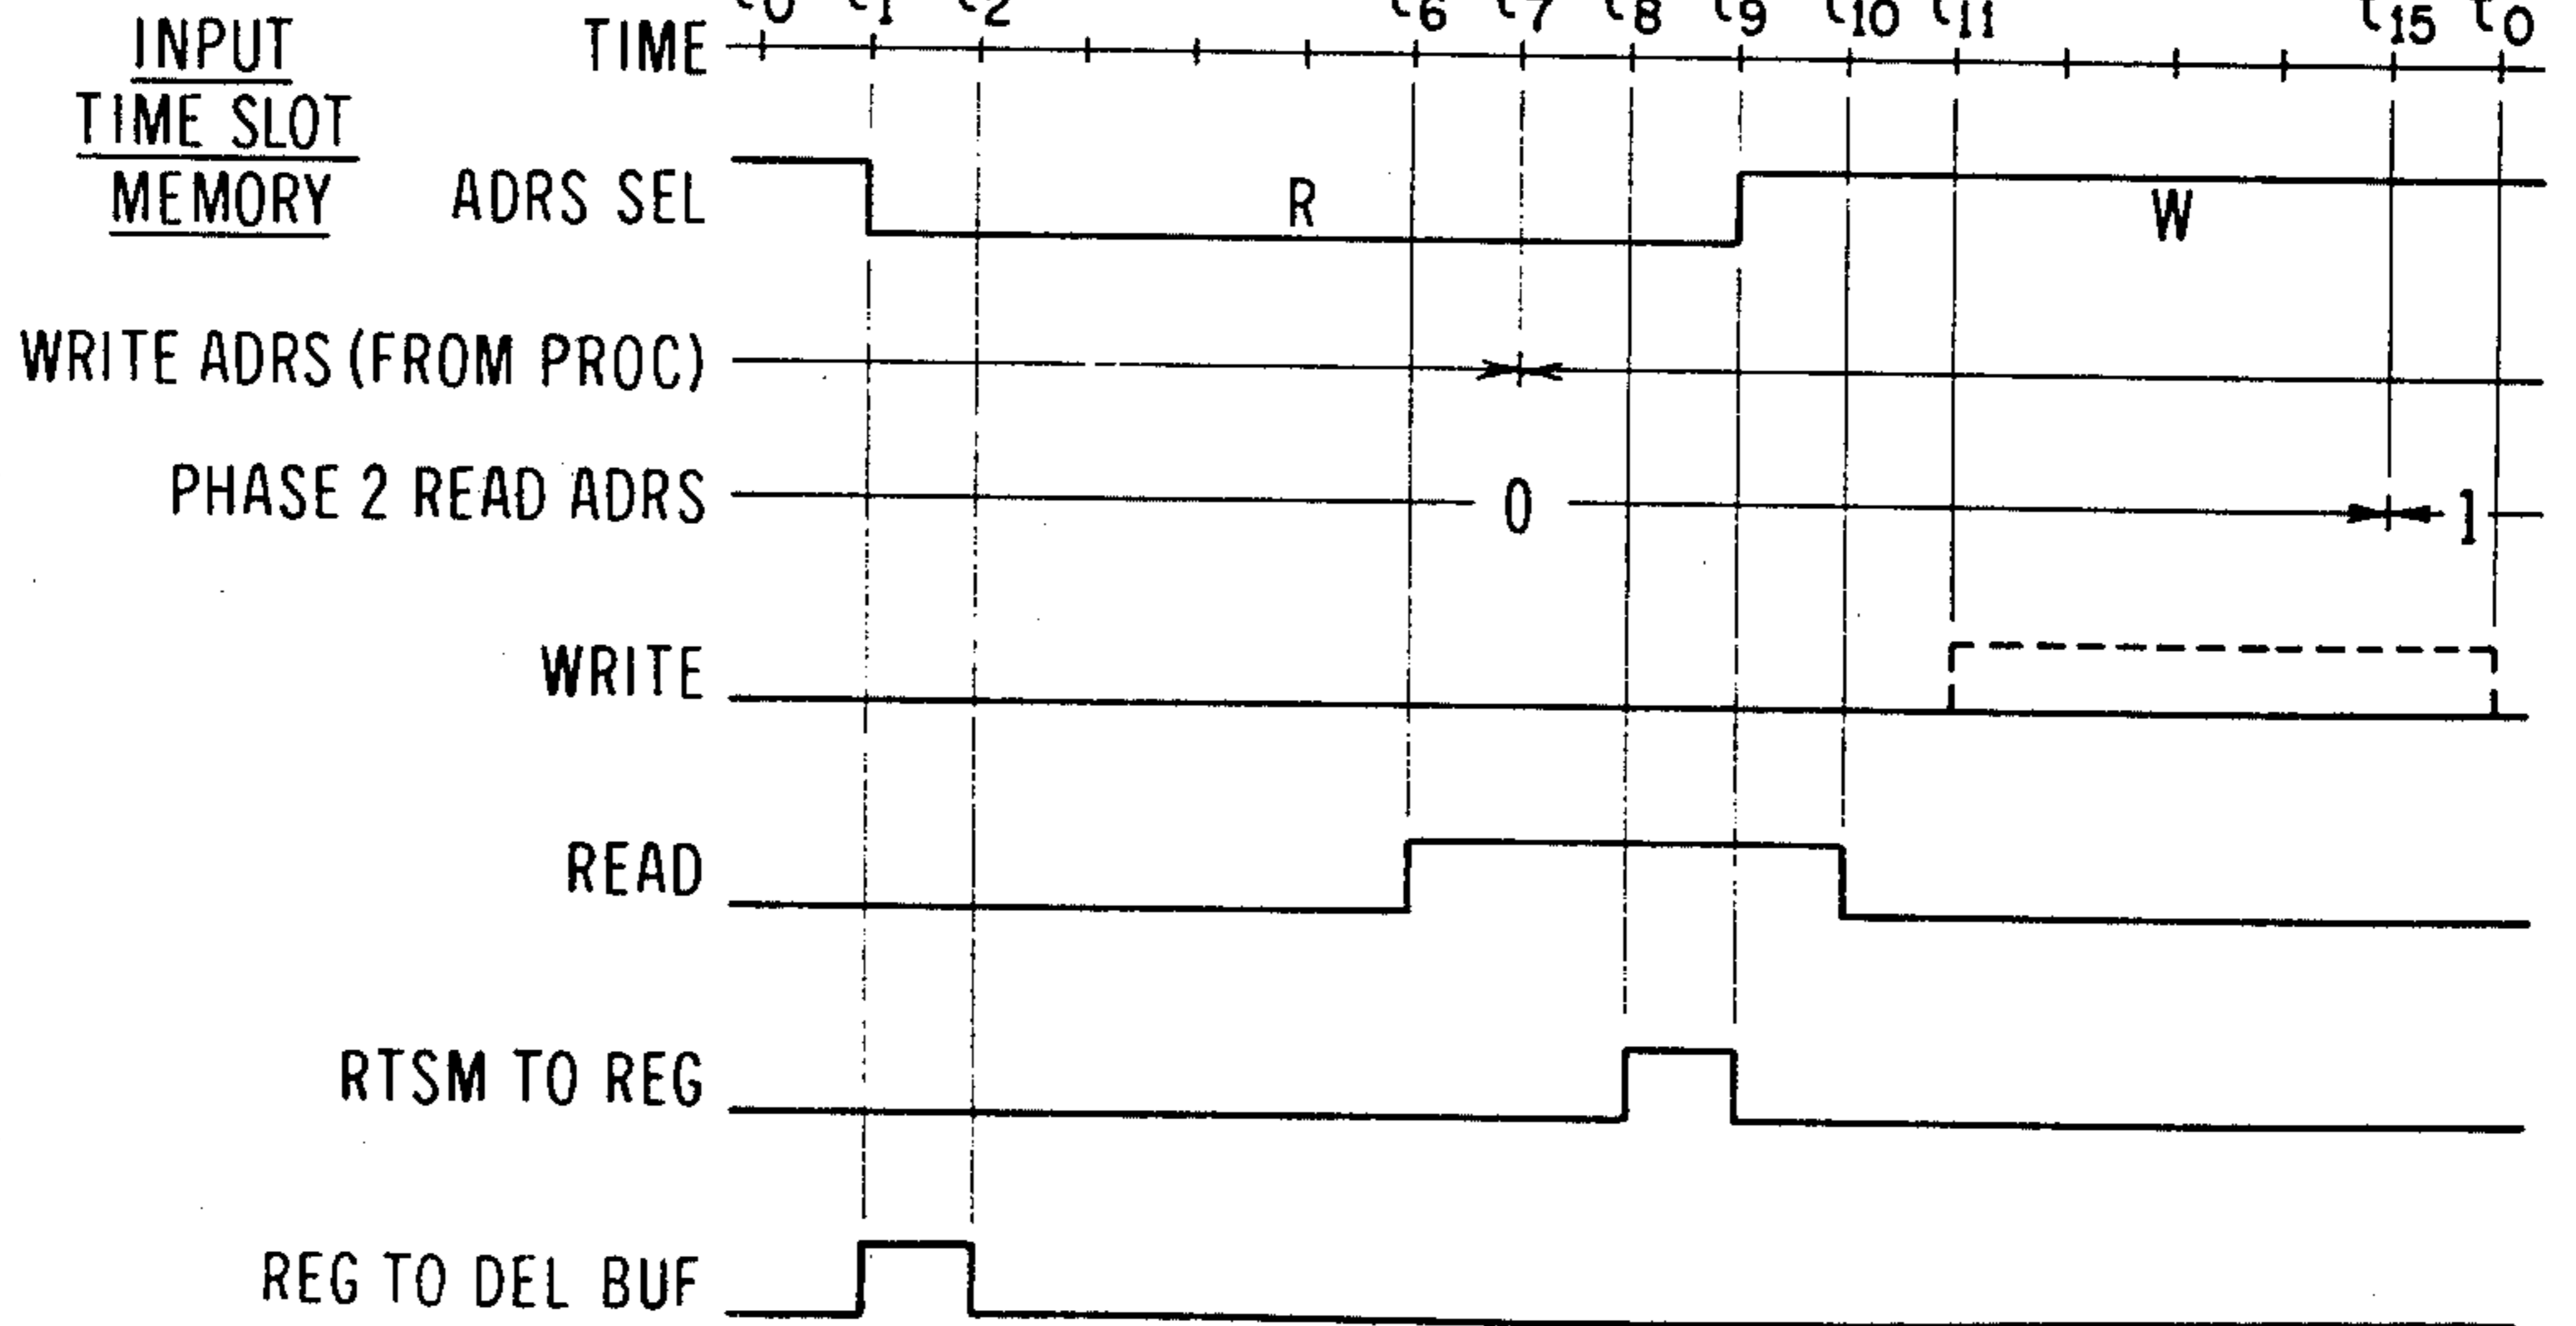 t0 t1 t2 t6 t7 t8 t9 t10 t11 t15 t0
INPUT
TIME SLOT
MEMORY
TIME
ADRS SEL R W
WRITE ADRS (FROM PROC)
PHASE 2 READ ADRS 0 1
WRITE
READ
RTSM TO REG
REG TO DEL BUF